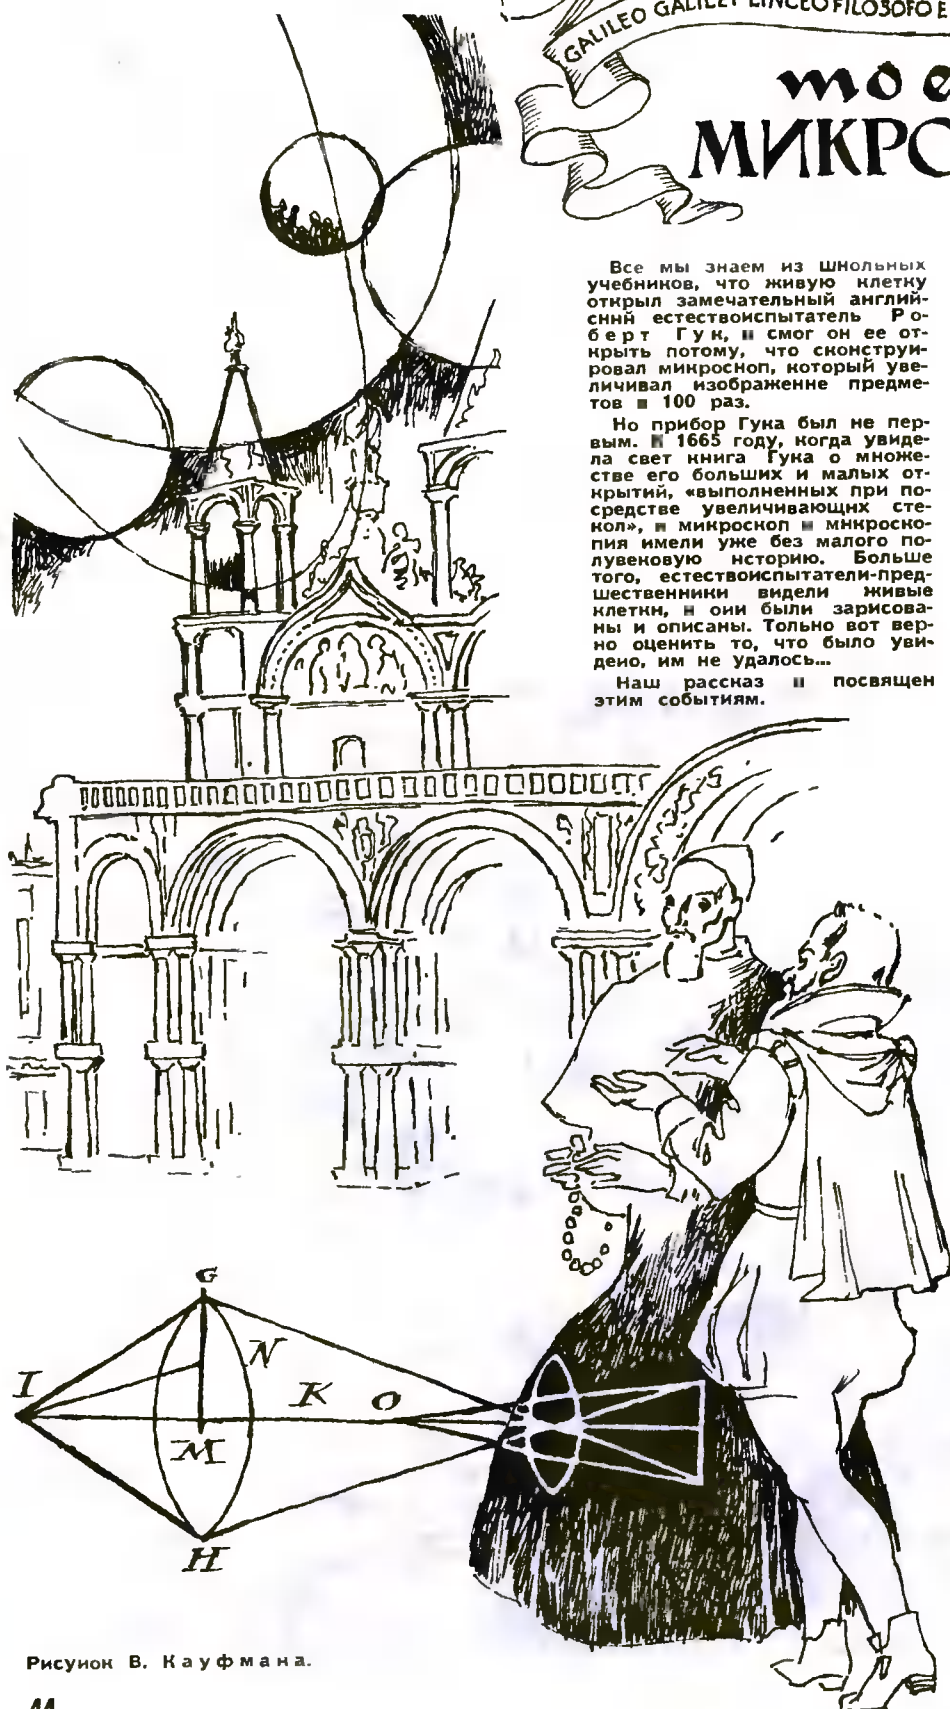 GALILEO GALILEI LINCEO FILOSOFO E
то е
МИКРО
Все мы знаем из школьных
учебников, что живую клетку
открыл замечательный англий-
ский естествоиспытатель Ро-
берт Гук, и смог он ее от-
крыть потому, что сконструи-
ровал микроскоп, который уве-
личивал изображение предме-
тов в 100 раз.
Но прибор Гука был не пер-
вым. В 1665 году, когда увиде-
ла свет книга Гука о множе-
стве его больших и малых от-
крытий, «выполненных при по-
средстве увеличивающих сте-
кол», и микроскоп и микроско-
пия имели уже без малого по-
лувековую историю. Больше
того, естествоиспытатели-пред-
шественники видели живые
клетки, и они были зарисова-
ны и описаны. Только вот вер-
но оценить то, что было уви-
дено, им не удалось...
Наш рассказ и посвящен
этим событиям.
G
N
I
K
O
M
H
Рисунок В. Кауфмана.
44